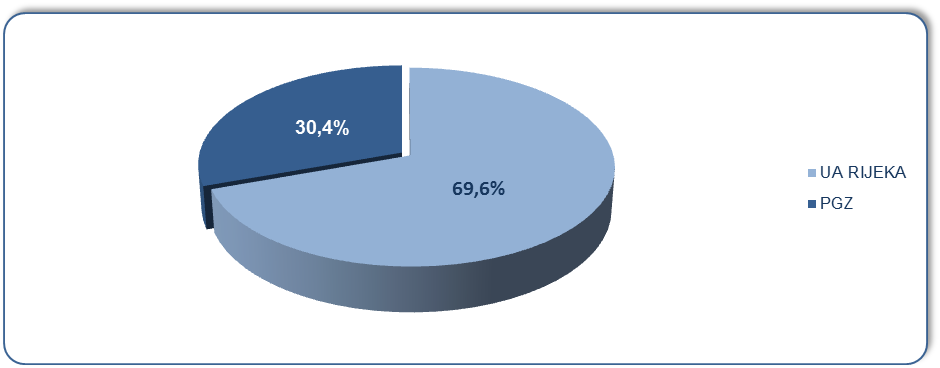 30,4%
69,6%
UA RIJEKA
PGZ